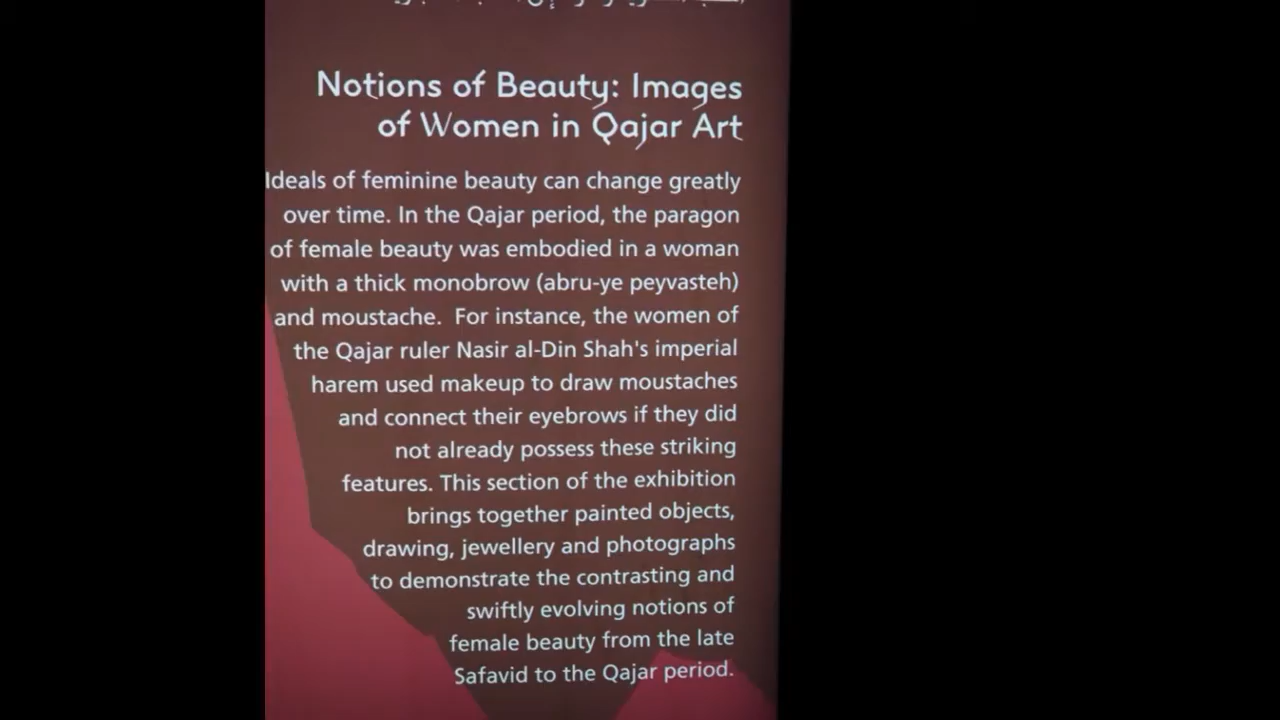 Notions of Beauty: Images
of Women in Qajar Art
Ideals of feminine beauty can change greatly
over time. In the Qajar period, the paragon
of female beauty was embodied in a woman
with a thick monobrow (abru-ye peyvasteh)
and moustache.  For instance, the women of
the Qajar ruler Nasir al-Din Shah's imperial
harem used makeup to draw moustaches
and connect their eyebrows if they did
not already possess these striking
features. This section of the exhibition
brings together painted objects,
drawing, jewellery and photographs
to demonstrate the contrasting and
swiftly evolving notions of
female beauty from the late
Safavid to the Qajar period.